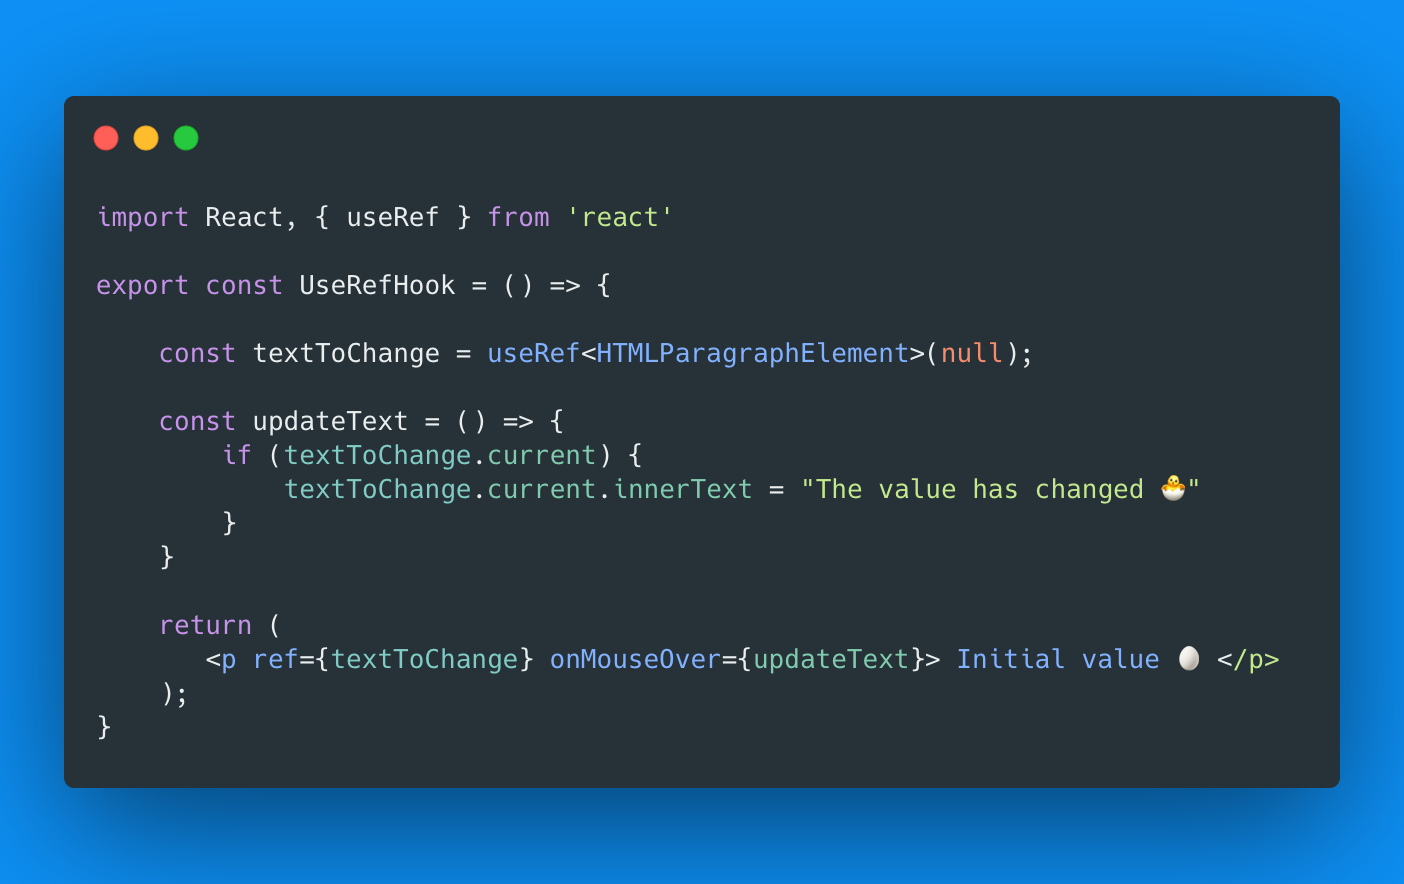 import React, { useRef } from 'react'
export const UseRefHook = () => {
const textToChange = useRef<HTMLParagraphElement>(null);
const updateText = () => {
if (textToChange.current) {
textToChange.current.innerText = "The value has changed 🐣"
}
}
return (
<p ref={textToChange} onMouseOver={updateText}> Initial value 🥚 </p>
);
}